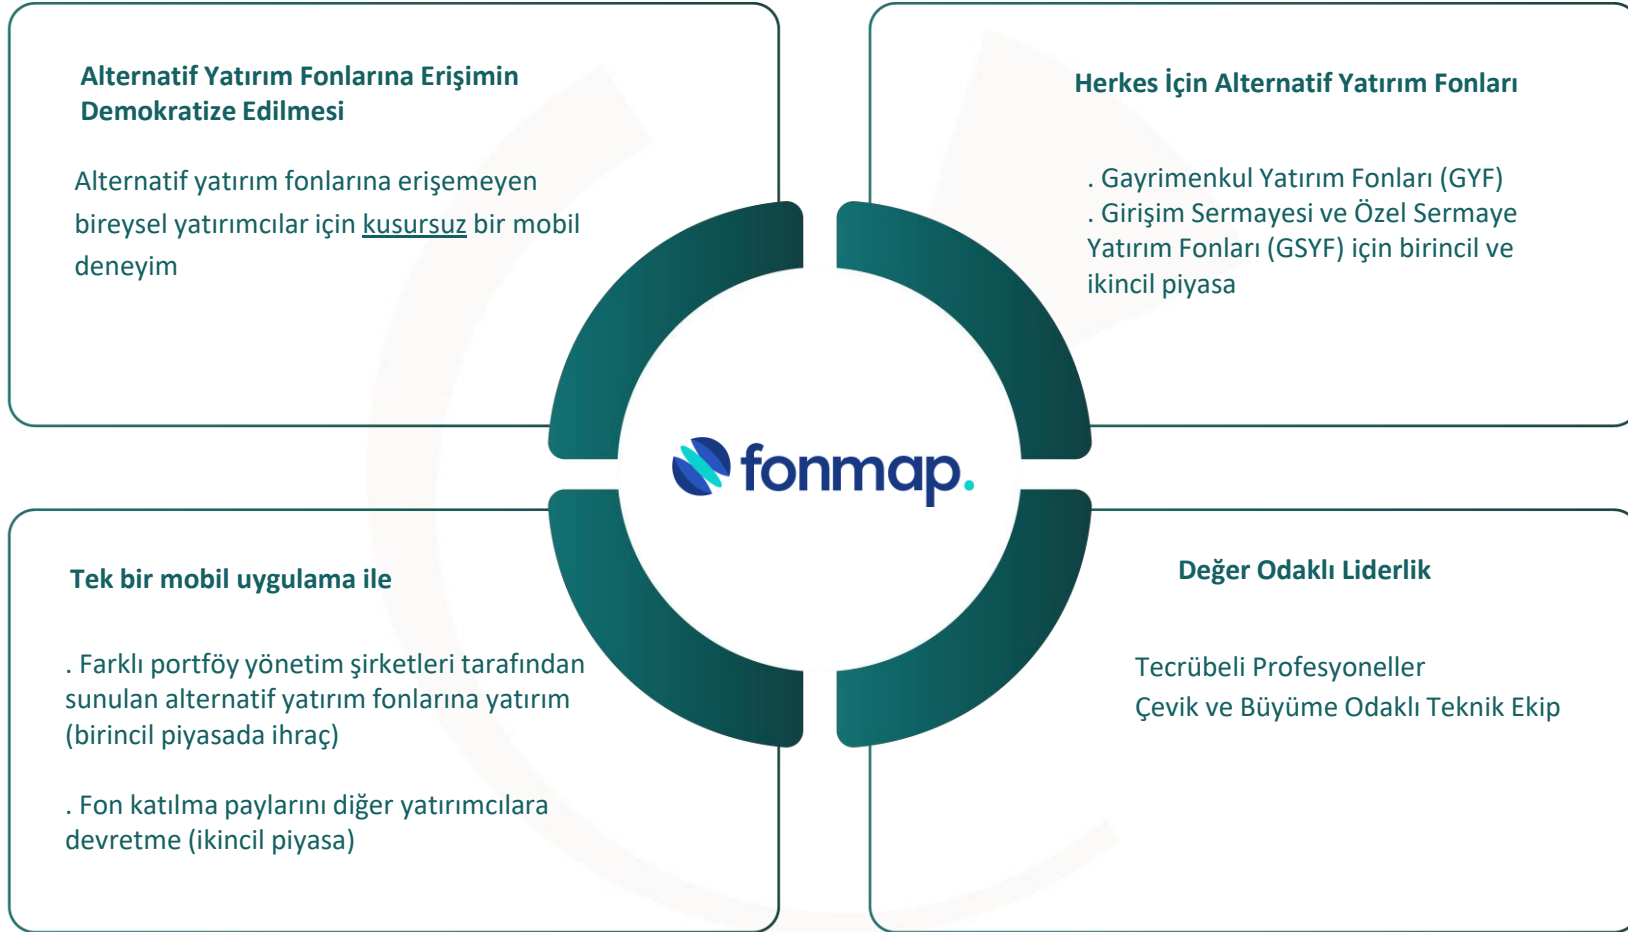 Alternatif Yatırım Fonlarına Erişimin
Demokratize Edilmesi
Alternatif yatırım fonlarına erişemeyen
bireysel yatırımcılar için kusursuz bir mobil
deneyim
Herkes İçin Alternatif Yatırım Fonları
. Gayrimenkul Yatırım Fonları (GYF)
. Girişim Sermayesi ve Özel Sermaye
Yatırım Fonları (GSYF) için birincil ve
ikincil piyasa
fonmap.
Tek bir mobil uygulama ile
. Farklı portföy yönetim şirketleri tarafından
sunulan alternatif yatırım fonlarına yatırım
(birincil piyasada ihraç)
. Fon katılma paylarını diğer yatırımcılara
devretme (ikincil piyasa)
Değer Odaklı Liderlik
Tecrübeli Profesyoneller
Çevik ve Büyüme Odaklı Teknik Ekip